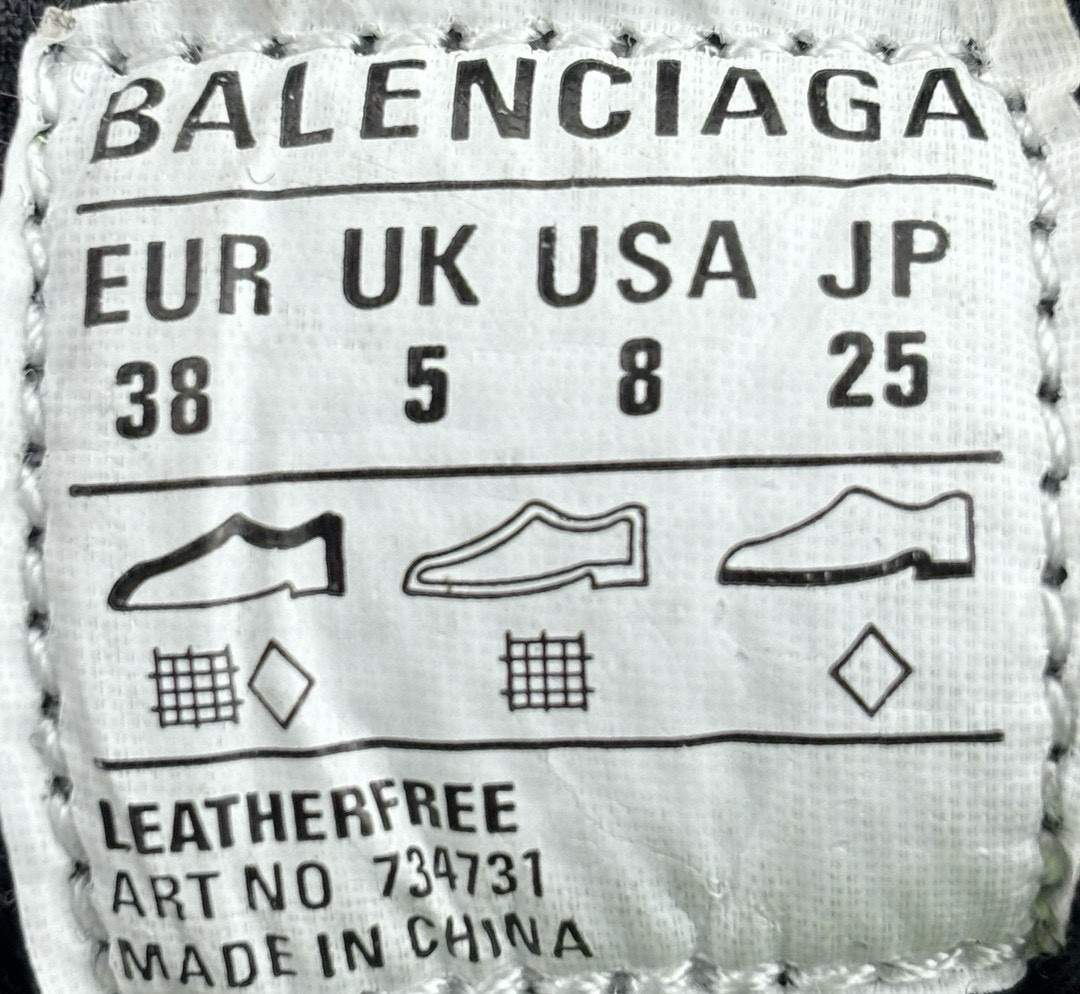 BALENCIAGA
EUR UK USA JP
38 5 8 25
LEATHERFREE
ART NO 734731
MADE IN CHINA